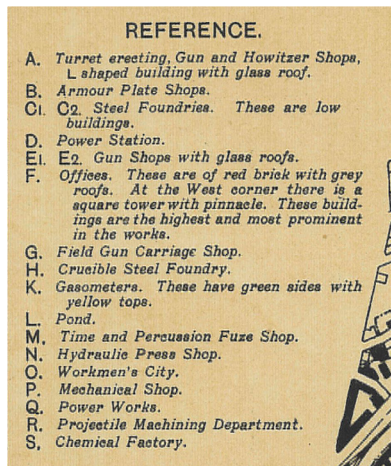 REFERENCE.
A. Turret erecting, Gun and Howitzer Shops,
L shaped building with glass roof.
B. Armour Plate Shops.
C1. C2. Steel Foundries. These are low
buildings.
D. Power Station.
E1. E2. Gun Shops with glass roofs.
F. Offices. These are of red brick with grey
roofs. At the West corner there is a
square tower with pinnacle. These build-
ings are the highest and most prominent
in the works.
G. Field Gun Carriage Shop.
H. Crucible Steel Foundry.
K. Gasometers. These have green sides with
yellow tops.
L. Pond.
M. Time and Percussion Fuze Shop.
N. Hydraulic Press Shop.
O. Workmen's City.
P. Mechanical Shop.
Q. Power Works.
R. Projectile Machining Department.
S. Chemical Factory.